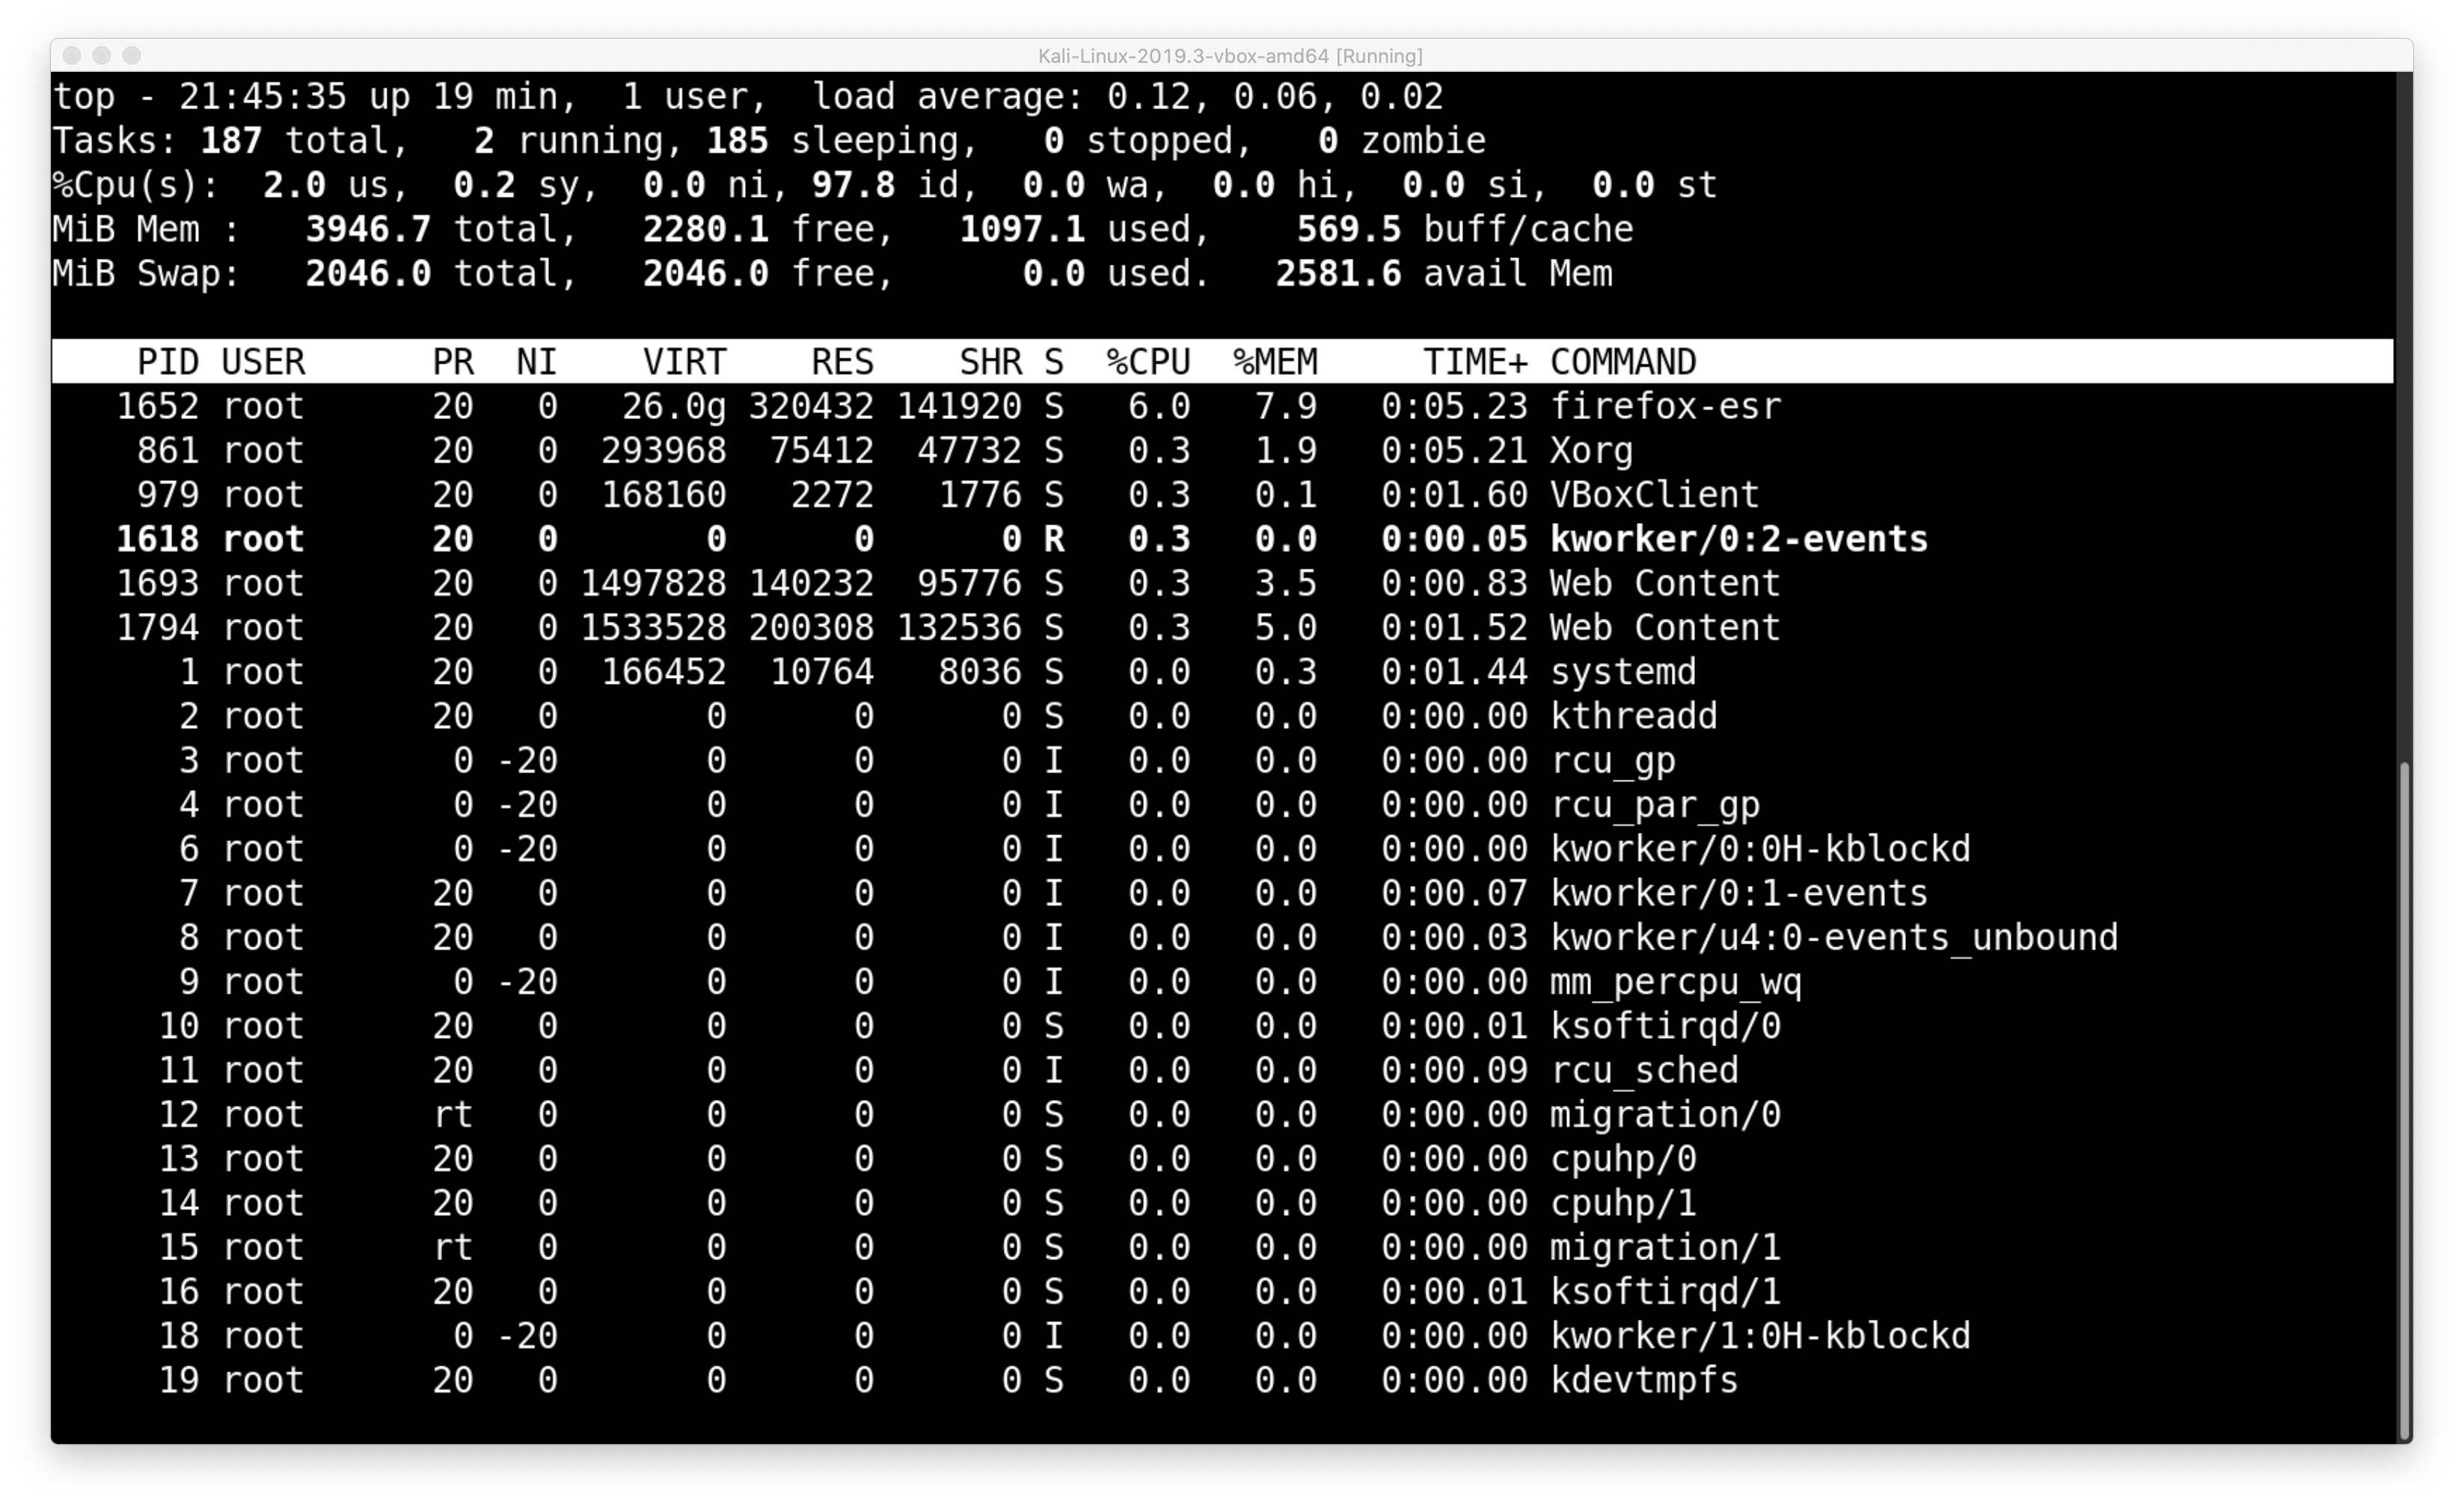 Kali-Linux-2019.3-vbox-amd64 [Running]
top - 21:45:35 up 19 min,  1 user,  load average: 0.12, 0.06, 0.02
Tasks: 187 total,   2 running, 185 sleeping,   0 stopped,   0 zombie
%Cpu(s):  2.0 us,  0.2 sy,  0.0 ni, 97.8 id,  0.0 wa,  0.0 hi,  0.0 si,  0.0 st
MiB Mem :   3946.7 total,   2280.1 free,   1097.1 used,    569.5 buff/cache
MiB Swap:   2046.0 total,   2046.0 free,      0.0 used.   2581.6 avail Mem
PID USER      PR  NI    VIRT    RES    SHR S  %CPU  %MEM     TIME+ COMMAND
1652 root      20   0   26.0g 320432 141920 S   6.0   7.9   0:05.23 firefox-esr
861 root      20   0  293968  75412  47732 S   0.3   1.9   0:05.21 Xorg
979 root      20   0  168160   2272   1776 S   0.3   0.1   0:01.60 VBoxClient
1618 root      20   0       0      0      0 R   0.3   0.0   0:00.05 kworker/0:2-events
1693 root      20   0 1497828 140232  95776 S   0.3   3.5   0:00.83 Web Content
1794 root      20   0 1533528 200308 132536 S   0.3   5.0   0:01.52 Web Content
1 root      20   0  166452  10764   8036 S   0.0   0.3   0:01.44 systemd
2 root      20   0       0      0      0 S   0.0   0.0   0:00.00 kthreadd
3 root       0 -20       0      0      0 I   0.0   0.0   0:00.00 rcu_gp
4 root       0 -20       0      0      0 I   0.0   0.0   0:00.00 rcu_par_gp
6 root       0 -20       0      0      0 I   0.0   0.0   0:00.00 kworker/0:0H-kblockd
7 root      20   0       0      0      0 I   0.0   0.0   0:00.07 kworker/0:1-events
8 root      20   0       0      0      0 I   0.0   0.0   0:00.03 kworker/u4:0-events_unbound
9 root       0 -20       0      0      0 I   0.0   0.0   0:00.00 mm_percpu_wq
10 root      20   0       0      0      0 S   0.0   0.0   0:00.01 ksoftirqd/0
11 root      20   0       0      0      0 I   0.0   0.0   0:00.09 rcu_sched
12 root      rt   0       0      0      0 S   0.0   0.0   0:00.00 migration/0
13 root      20   0       0      0      0 S   0.0   0.0   0:00.00 cpuhp/0
14 root      20   0       0      0      0 S   0.0   0.0   0:00.00 cpuhp/1
15 root      rt   0       0      0      0 S   0.0   0.0   0:00.00 migration/1
16 root      20   0       0      0      0 S   0.0   0.0   0:00.01 ksoftirqd/1
18 root       0 -20       0      0      0 I   0.0   0.0   0:00.00 kworker/1:0H-kblockd
19 root      20   0       0      0      0 S   0.0   0.0   0:00.00 kdevtmpfs